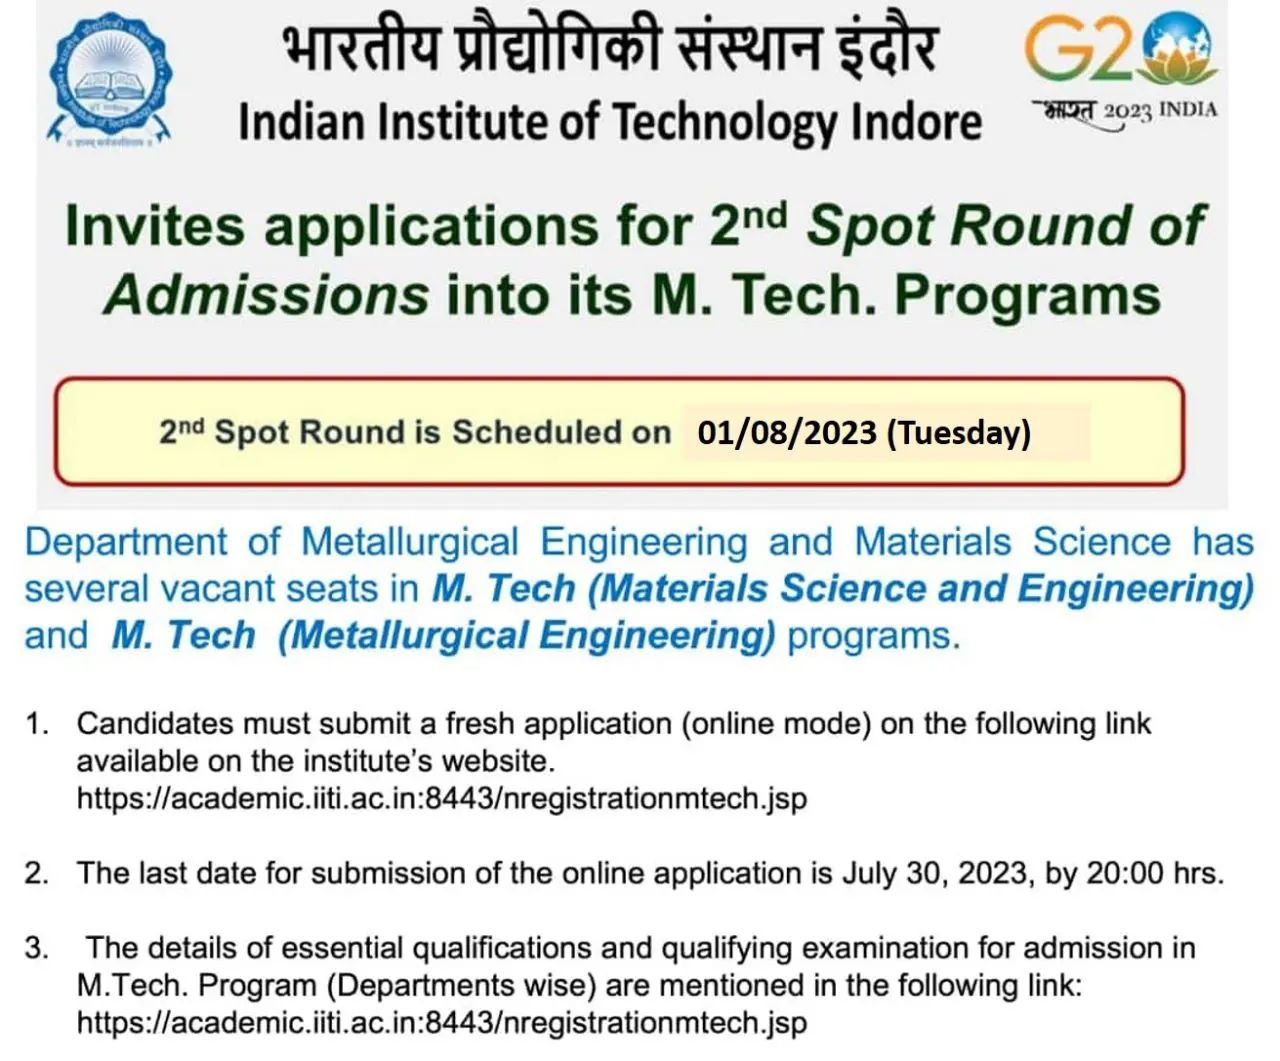 भारतीय प्रौद्योगिकी संस्थान इंदौर
Indian Institute of Technology Indore
G20
भारत 2023 INDIA
Invites applications for 2nd Spot Round of
Admissions into its M. Tech. Programs
2nd Spot Round is Scheduled on 01/08/2023 (Tuesday)
Department of Metallurgical Engineering and Materials Science has
several vacant seats in M. Tech (Materials Science and Engineering)
and M. Tech (Metallurgical Engineering) programs.
1. Candidates must submit a fresh application (online mode) on the following link
available on the institute's website.
https://academic.iiti.ac.in:8443/nregistrationmtech.jsp
2. The last date for submission of the online application is July 30, 2023, by 20:00 hrs.
3. The details of essential qualifications and qualifying examination for admission in
M.Tech. Program (Departments wise) are mentioned in the following link:
https://academic.iiti.ac.in:8443/nregistrationmtech.jsp